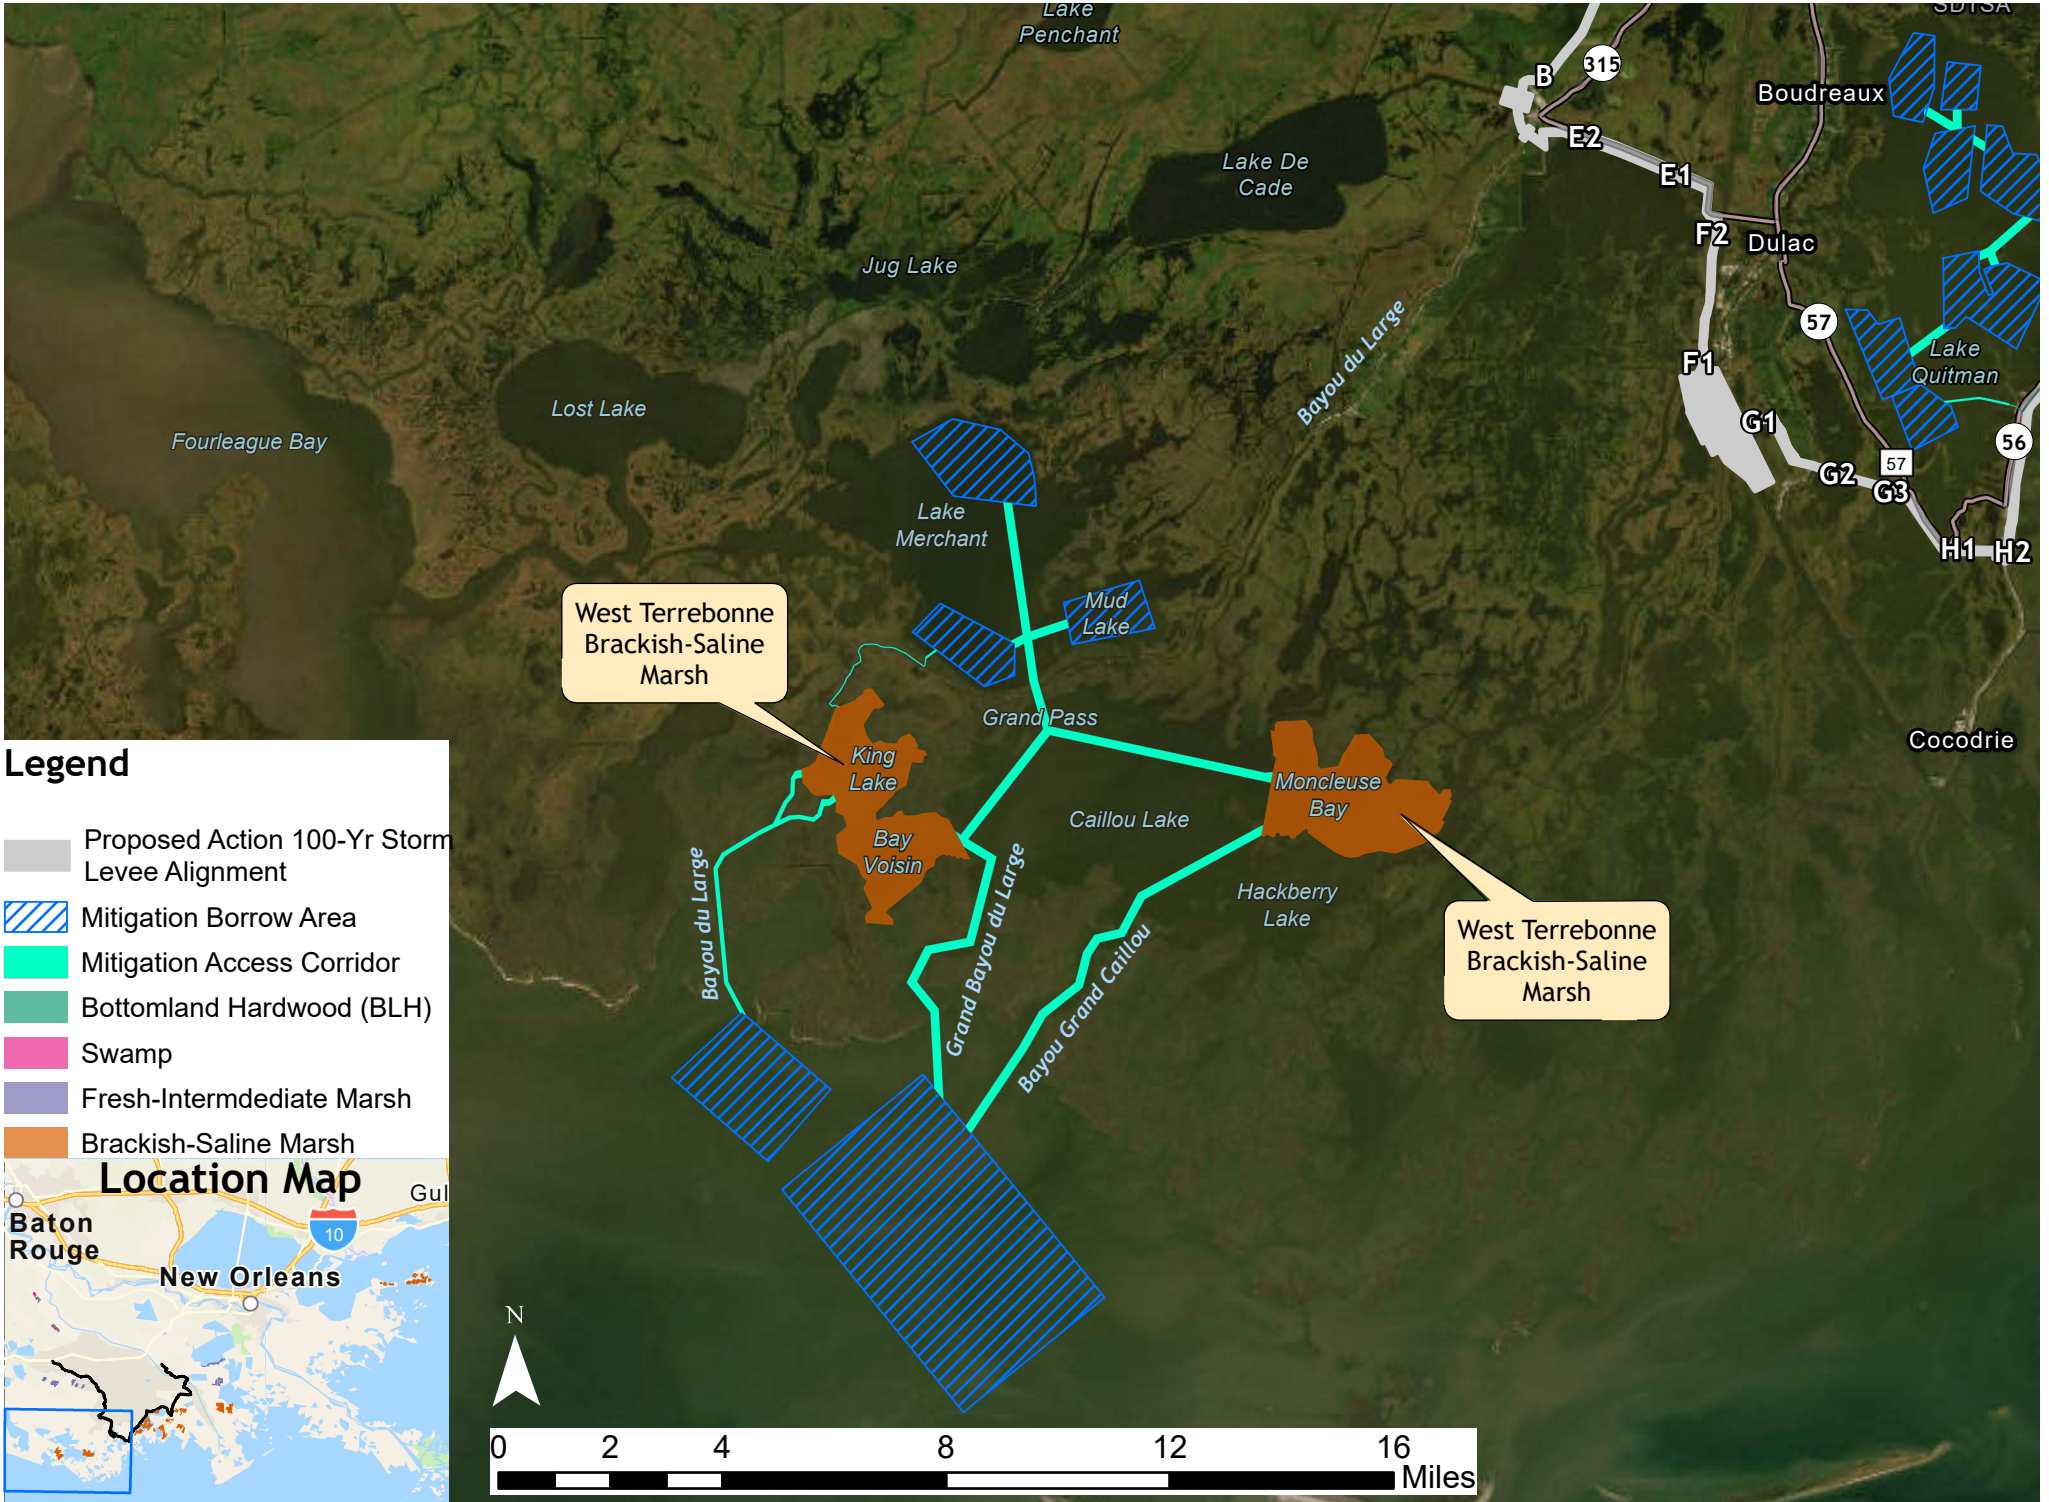 Lake
Penchant
SDTSA
B
315
Boudreaux
E2
Lake De
Cade
E1
F2
Dulac
Jug Lake
57
Bayou du Large
F1
Lake
Quitman
Lost Lake
G1
Fourleague Bay
56
57
G2
G3
Lake
Merchant
H1
H2
Mud
Lake
West Terrebonne
Brackish-Saline
Marsh
Grand Pass
King
Lake
Cocodrie
Moncleuse
Bay
Caillou Lake
Bay
Voisin
Bayou du Large
Grand Bayou du Large
Hackberry
Lake
Bayou Grand Caillou
West Terrebonne
Brackish-Saline
Marsh
Legend
Proposed Action 100-Yr Storm
Levee Alignment
Mitigation Borrow Area
Mitigation Access Corridor
Bottomland Hardwood (BLH)
Swamp
Fresh-Intermdediate Marsh
Brackish-Saline Marsh
Location Map
Gul
Baton
Rouge
10
New Orleans
N
0 2 4 8 12 16
Miles